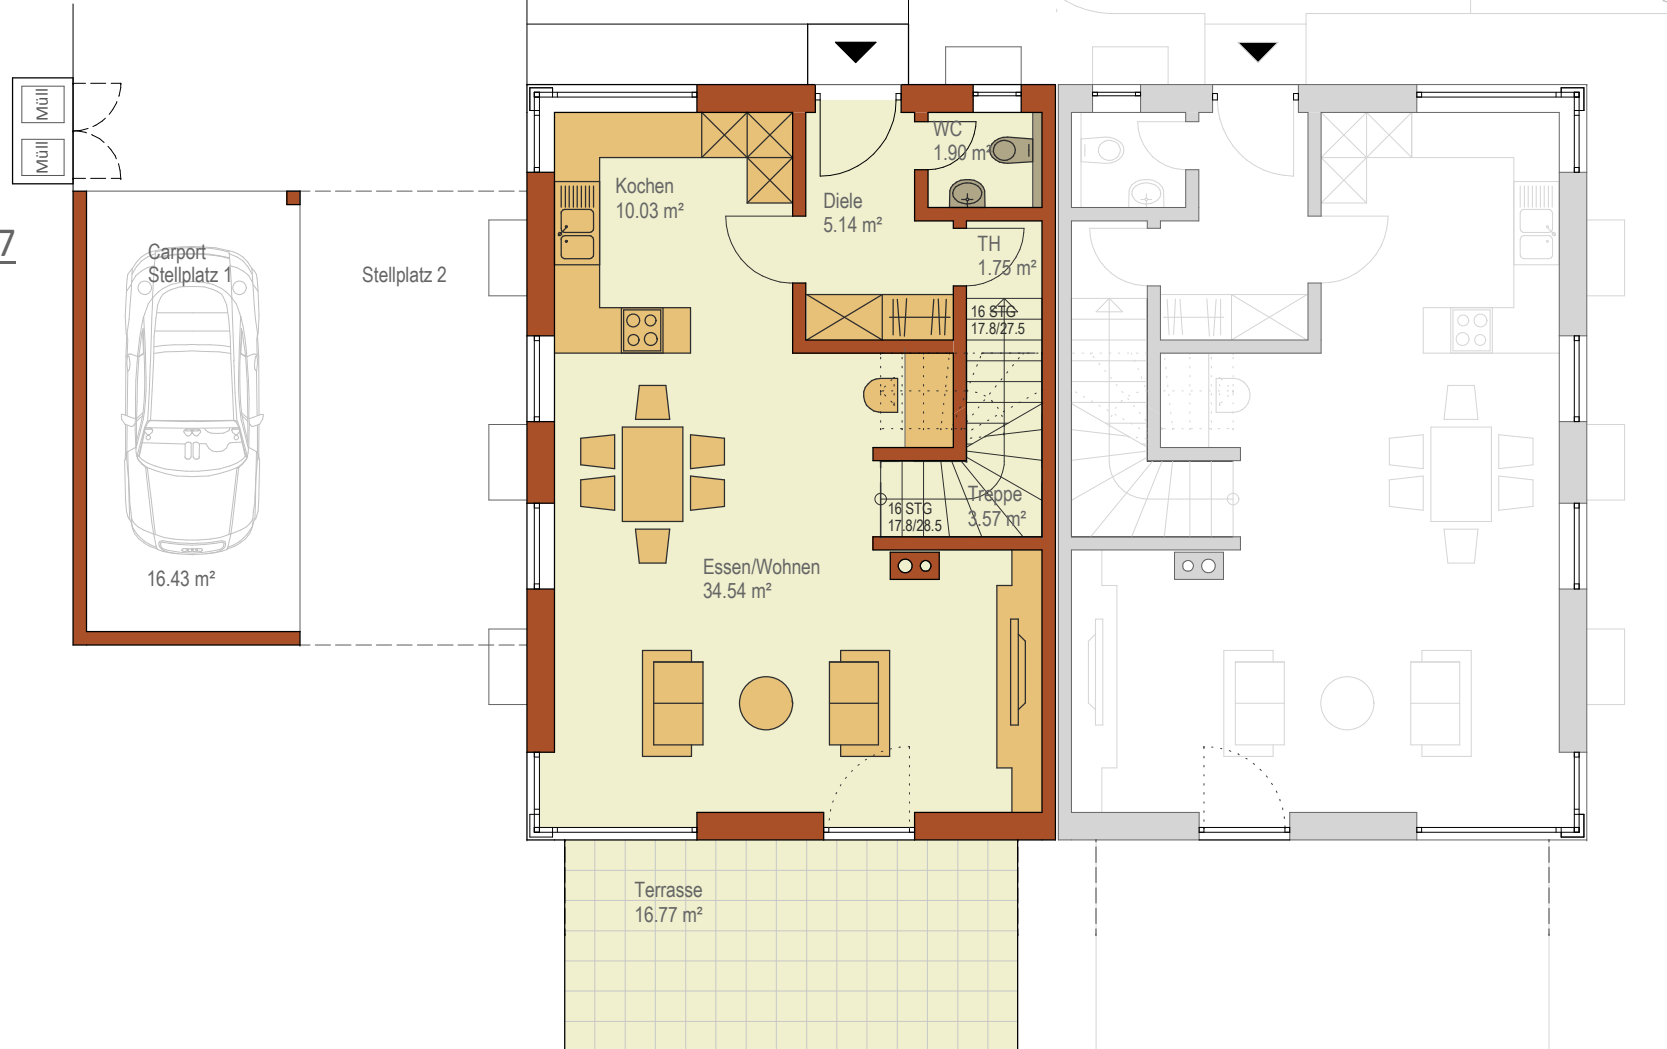 Müll
Müll
7
Carport
Stellplatz 1
16.43 m²
Stellplatz 2
Kochen
10.03 m²
Diele
5.14 m²
WC
1.90 m²
TH
1.75 m²
16 STG
17.8/27.5
16 STG
17.8/28.5
Treppe
3.57 m²
Essen/Wohnen
34.54 m²
Terrasse
16.77 m²